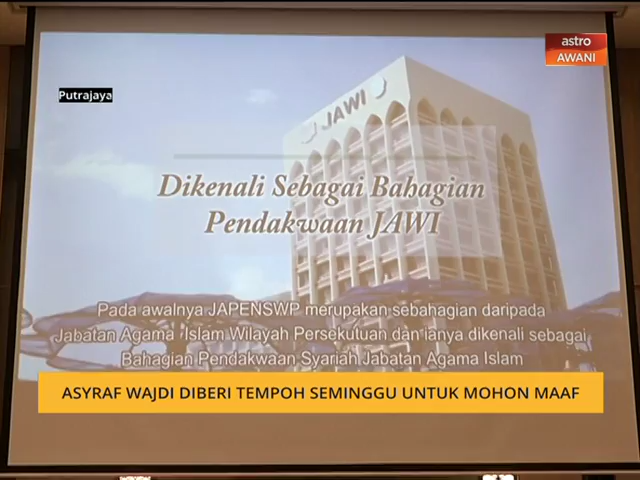 astro
AWANI
Putrajaya
JAWI
Dikenali Sebagai Bahagian
Pendakwaan JAWI
Pada awalnya JAPENSWP merupakan sebahagian daripada
Jabatan Agama Islam Wilayah Persekutuan dan ianya dikenali sebagai
Bahagian Pendakwaan Syariah Jabatan Agama Islam
ASYRAF WAJDI DIBERI TEMPOH SEMINGGU UNTUK MOHON MAAF